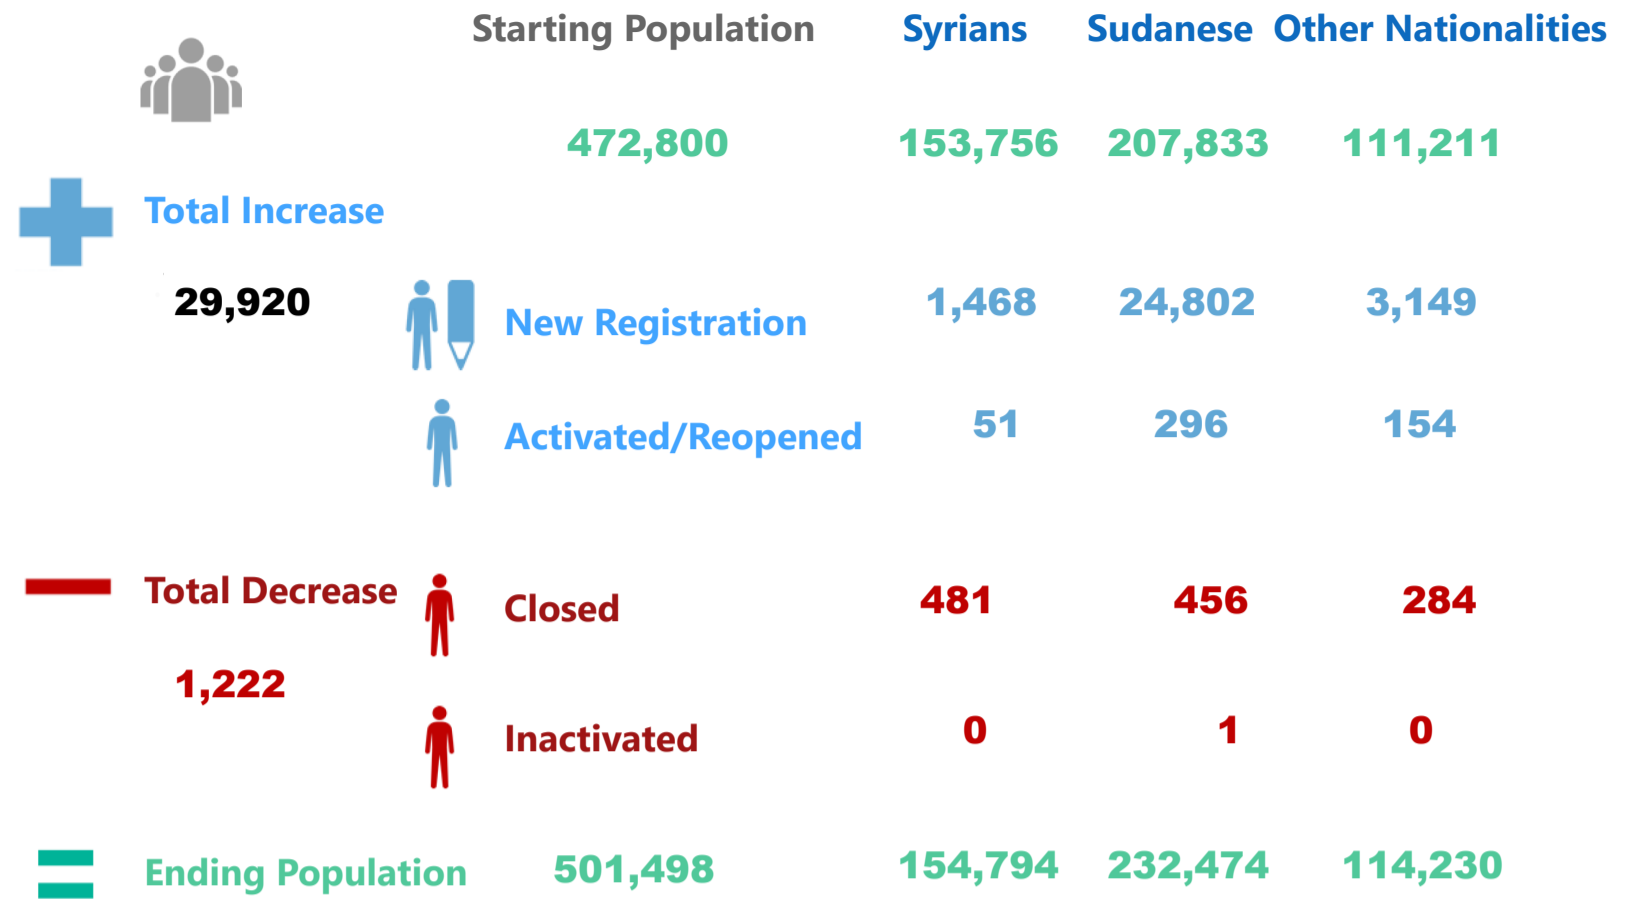 Starting Population Syrians Sudanese Other Nationalities
472,800 153,756 207,833 111,211
Total Increase
29,920 New Registration 1,468 24,802 3,149
Activated/Reopened 51 296 154
Total Decrease Closed 481 456 284
1,222
Inactivated 0 1 0
Ending Population 501,498 154,794 232,474 114,230